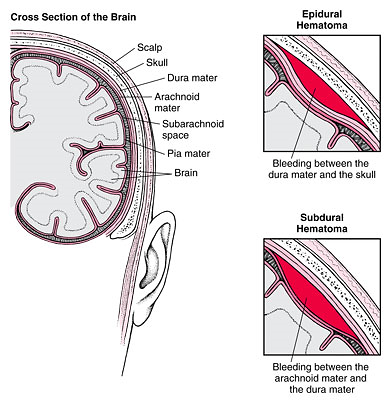 Cross Section of the Brain
Scalp
Skull
Dura mater
Arachnoid
mater
Subarachnoid
space
Pia mater
Brain
Epidural
Hematoma
Bleeding between the
dura mater and the skull
Subdural
Hematoma
Bleeding between the
arachnoid mater and
the dura mater